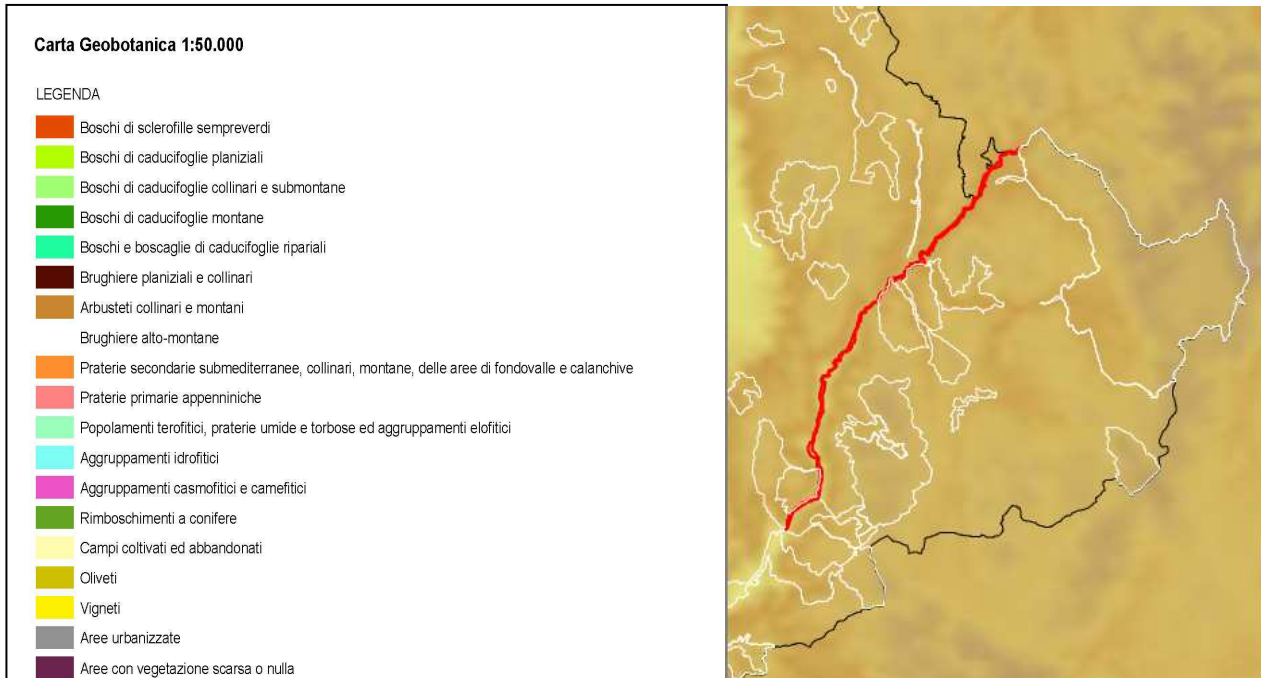 Carta Geobotanica 1:50.000
LEGENDA
Boschi di sclerofille sempreverdi
Boschi di caducifoglie planiziali
Boschi di caducifoglie collinari e submontane
Boschi di caducifoglie montane
Boschi e boscaglie di caducifoglie ripariali
Brughiere planiziali e collinari
Arbusteti collinari e montani
Brughiere alto-montane
Praterie secondarie submediterranee, collinari, montane, delle aree di fondovalle e calanchive
Praterie primarie appenniniche
Popolamenti terofitici, praterie umide e torbose ed aggruppamenti elofitici
Aggruppamenti idrofitici
Aggruppamenti casmofitici e camefitici
Rimboschimenti a conifere
Campi coltivati ed abbandonati
Oliveti
Vigneti
Aree urbanizzate
Aree con vegetazione scarsa o nulla